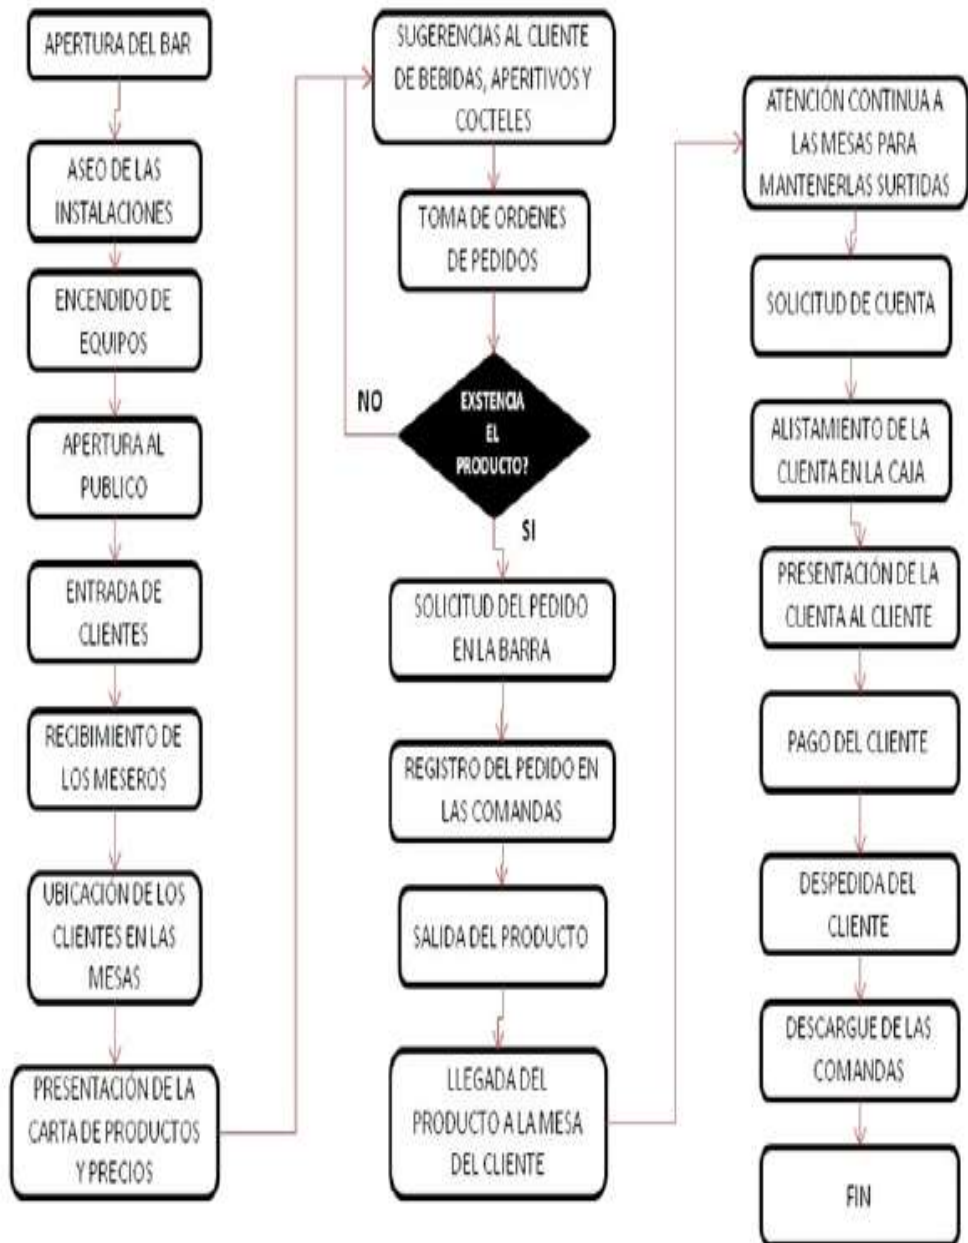 APERTURA DEL BAR
ASEO DE LAS
INSTALACIONES
ENCENDIDO DE
EQUIPOS
APERTURA AL
PUBLICO
ENTRADA DE
CLIENTES
RECIBIMIENTO DE
LOS MESEROS
UBICACIÓN DE LOS
CLIENTES EN LAS
MESAS
PRESENTACIÓN DE LA
CARTA DE PRODUCTOS
Y PRECIOS
SUGERENCIAS AL CLIENTE
DE BEBIDAS, APERITIVOS Y
COCTELES
TOMA DE ORDENES
DE PEDIDOS
NO
EXSTENCIA
EL
PRODUCTO?
SI
SOLICITUD DEL PEDIDO
EN LA BARRA
REGISTRO DEL PEDIDO EN
LAS COMANDAS
SALIDA DEL PRODUCTO
LLEGADA DEL
PRODUCTO A LA MESA
DEL CLIENTE
ATENCIÓN CONTINUA A
LAS MESAS PARA
MANTENERLAS SURTIDAS
SOLICITUD DE CUENTA
ALISTAMIENTO DE LA
CUENTA EN LA CAJA
PRESENTACIÓN DE LA
CUENTA AL CLIENTE
PAGO DEL CLIENTE
DESPEDIDA DEL
CLIENTE
DESCARGUE DE LAS
COMANDAS
FIN